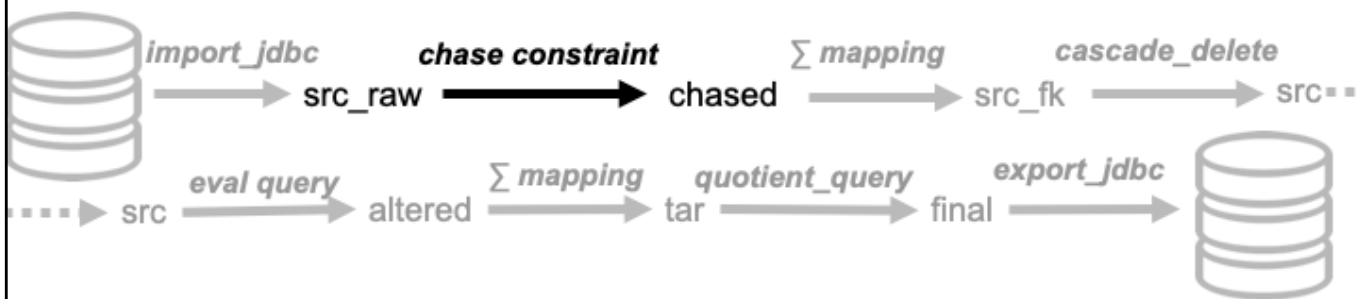 import_jdbc chase constraint ∑ mapping cascade_delete
src_raw chased src_fk src
eval query ∑ mapping quotient_query export_jdbc
src altered tar final